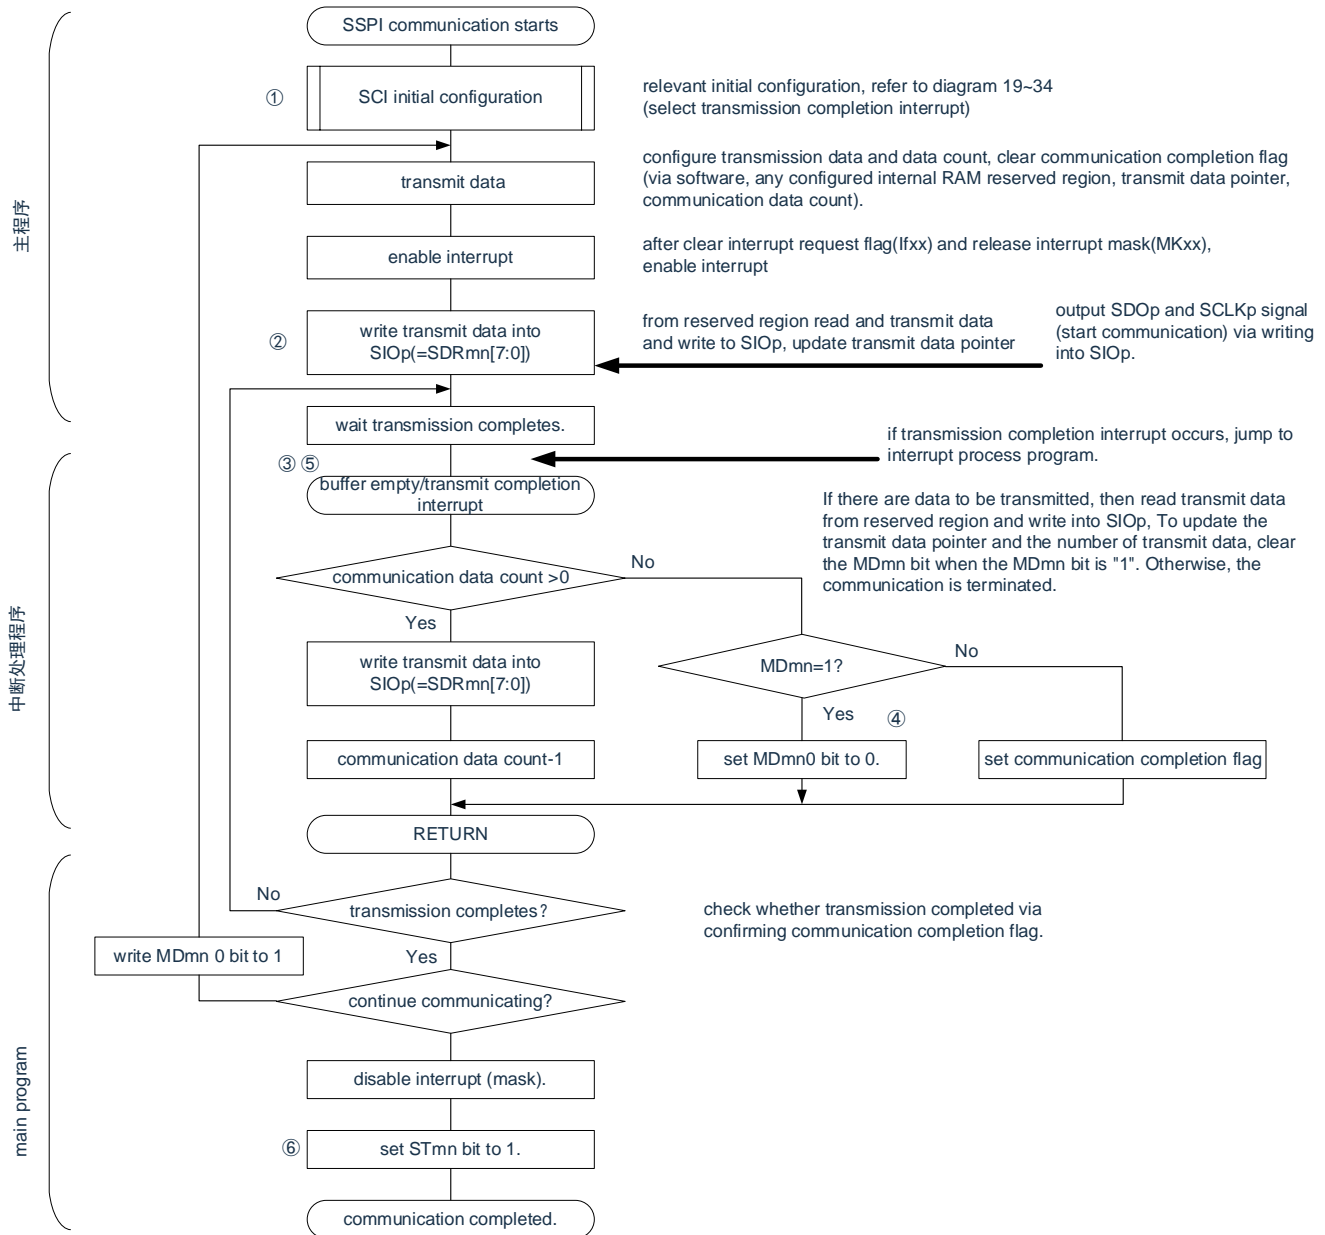 SSPI communication starts
主程序
①
SCI initial configuration
relevant initial configuration, refer to diagram 19~34
(select transmission completion interrupt)
transmit data
configure transmission data and data count, clear communication completion flag
(via software, any configured internal RAM reserved region, transmit data pointer,
communication data count).
enable interrupt
after clear interrupt request flag(Ifxx) and release interrupt mask(MKxx),
enable interrupt
②
write transmit data into
SIOp(=SDRmn[7:0])
from reserved region read and transmit data
and write to SIOp, update transmit data pointer
output SDOp and SCLKp signal
(start communication) via writing
into SIOp.
wait transmission completes.
if transmission completion interrupt occurs, jump to
interrupt process program.
中断处理程序
③ ⑤
buffer empty/transmit completion
interrupt
If there are data to be transmitted, then read transmit data
from reserved region and write into SIOp, To update the
transmit data pointer and the number of transmit data, clear
the MDmn bit when the MDmn bit is "1". Otherwise, the
communication is terminated.
communication data count >0
No
Yes
write transmit data into
SIOp(=SDRmn[7:0])
MDmn=1?
No
Yes
④
communication data count-1
set MDmn0 bit to 0.
set communication completion flag
RETURN
main program
No
transmission completes?
check whether transmission completed via
confirming communication completion flag.
Yes
write MDmn 0 bit to 1
continue communicating?
disable interrupt (mask).
⑥
set STmn bit to 1.
communication completed.